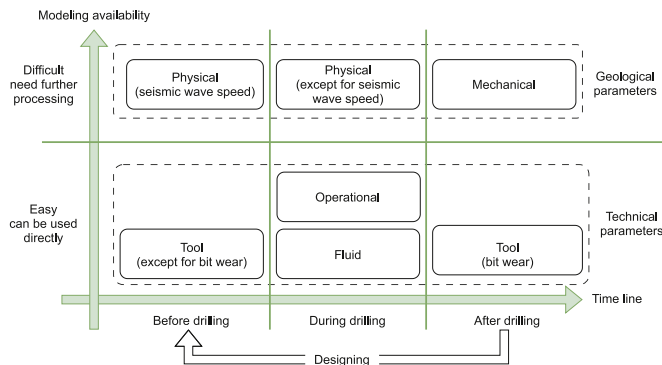 Modeling availability
Difficult
need further
processing
Physical
(seismic wave speed)
Physical
(except for seismic
wave speed)
Mechanical
Geological
parameters
Easy
can be used
directly
Operational
Tool
(except for bit wear)
Fluid
Tool
(bit wear)
Technical
parameters
Time line
Before drilling
During drilling
After drilling
Designing